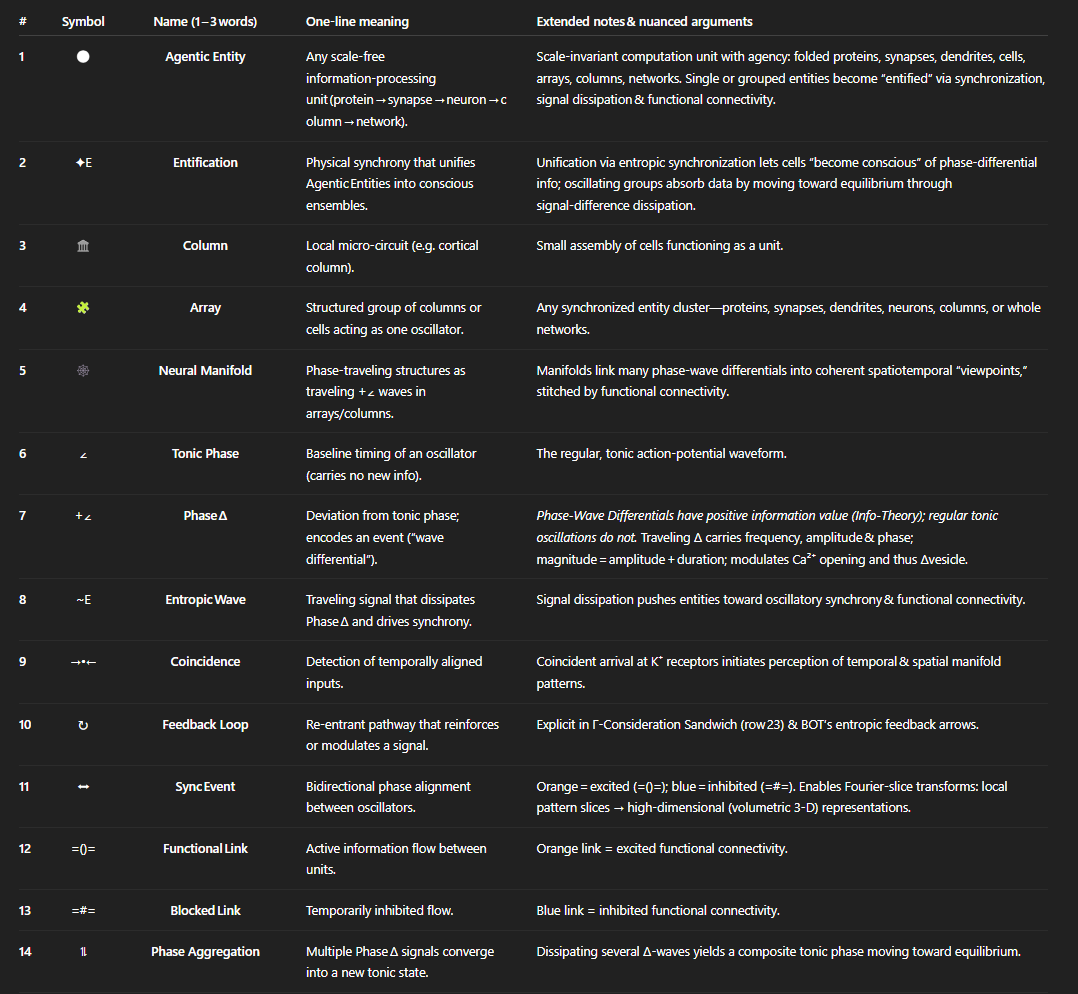 # Symbol Name (1–3 words) One-line meaning Extended notes & nuanced arguments
1 ⚪ Agentic Entity Any scale-free Scale-invariant computation unit with agency: folded proteins, synapses, dendrites, cells,
information-processing arrays, columns, networks. Single or grouped entities become “entified” via synchronization,
unit (protein→synapse→neuron→c signal dissipation & functional connectivity.
olumn→network).
2 ✦E Entification Physical synchrony that unifies Unification via entropic synchronization lets cells “become conscious” of phase-differential
Agentic Entities into conscious info; oscillating groups absorb data by moving toward equilibrium through
ensembles. signal-difference dissipation.
3 🏛 Column Local micro-circuit (e.g. cortical Small assembly of cells functioning as a unit.
column).
4 🧩 Array Structured group of columns or Any synchronized entity cluster—proteins, synapses, dendrites, neurons, columns, or whole
cells acting as one oscillator. networks.
5 🕸 Neural Manifold Phase-traveling structures as Manifolds link many phase-wave differentials into coherent spatiotemporal “viewpoints,”
traveling +∠ waves in stitched by functional connectivity.
arrays/columns.
6 ∠ Tonic Phase Baseline timing of an oscillator The regular, tonic action-potential waveform.
(carries no new info).
7 +∠ Phase Δ Deviation from tonic phase; Phase-Wave Differentials have positive information value (Info-Theory); regular tonic
encodes an event (“wave oscillations do not. Traveling Δ carries frequency, amplitude & phase;
differential”). magnitude = amplitude + duration; modulates Ca²⁺ opening and thus Δvesicle.
8 ~E Entropic Wave Traveling signal that dissipates Signal dissipation pushes entities toward oscillatory synchrony & functional connectivity.
Phase Δ and drives synchrony.
9 →•← Coincidence Detection of temporally aligned Coincident arrival at K⁺ receptors initiates perception of temporal & spatial manifold
inputs. patterns.
10 ↻ Feedback Loop Re-entrant pathway that reinforces Explicit in Γ-Consideration Sandwich (row 23) & BOT’s entropic feedback arrows.
or modulates a signal.
11 ↔ Sync Event Bidirectional phase alignment Orange = excited (=()=); blue = inhibited (=#=). Enables Fourier-slice transforms: local
between oscillators. pattern slices → high-dimensional (volumetric 3-D) representations.
12 =()= Functional Link Active information flow between Orange link = excited functional connectivity.
units.
13 =#= Blocked Link Temporarily inhibited flow. Blue link = inhibited functional connectivity.
14 ⥮ Phase Aggregation Multiple Phase Δ signals converge Dissipating several Δ-waves yields a composite tonic phase moving toward equilibrium.
into a new tonic state.